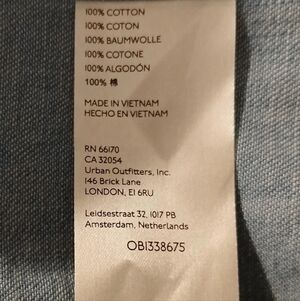 100% COTTON
100% COTON
100% BAUMWOLLE
100% COTONE
100% ALGODÓN
100% 棉
MADE IN VIETNAM
HECHO EN VIETNAM
RN 66170
CA 32054
Urban Outfitters, Inc.
146 Brick Lane
LONDON, E1 6RU
Leidsestraat 32, 1017 PB
Amsterdam, Netherlands
OB1338675